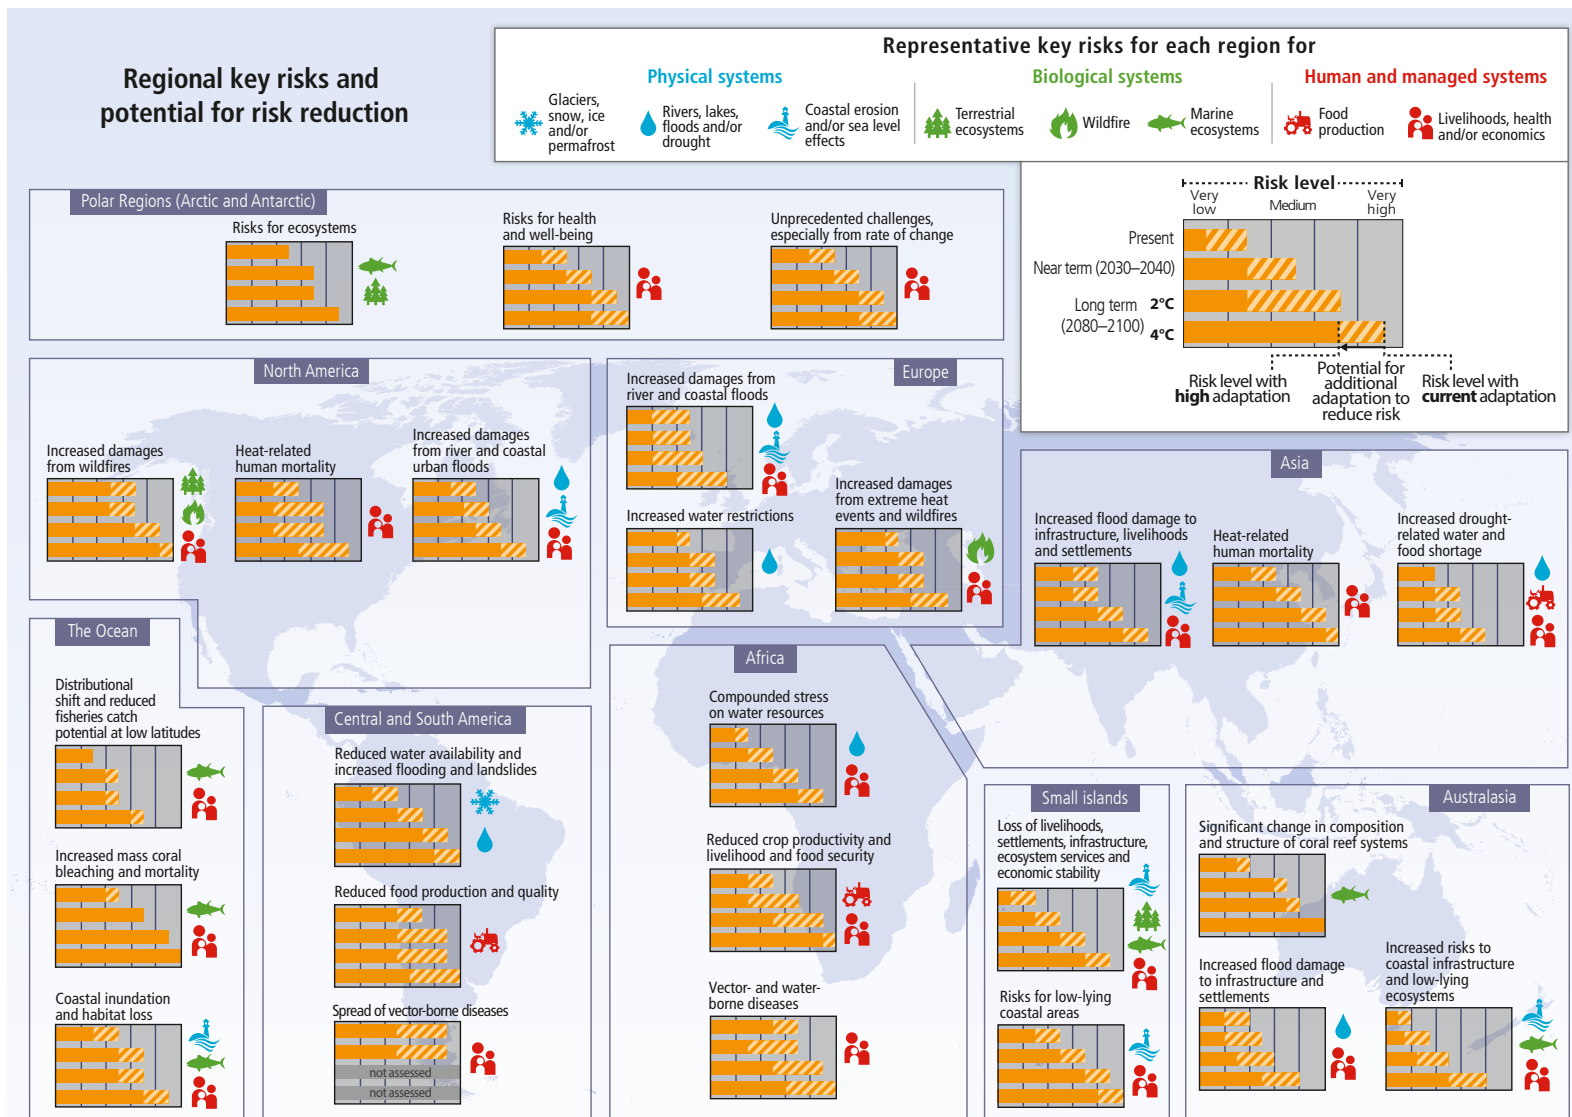 Regional key risks and
potential for risk reduction
Representative key risks for each region for
Physical systems
Biological systems
Human and managed systems
Glaciers,
snow, ice
and/or
permafrost
Rivers, lakes,
floods and/or
drought
Coastal erosion
and/or sea level
effects
Terrestrial
ecosystems
Wildfire
Marine
ecosystems
Food
production
Livelihoods, health
and/or economics
Risk level
Very
low
Medium
Very
high
Present
Near term (2030–2040)
Long term
(2080–2100)
2°C
4°C
Risk level with
high adaptation
Potential for
additional
adaptation to
reduce risk
Risk level with
current adaptation
Polar Regions (Arctic and Antarctic)
Risks for ecosystems
Risks for health
and well-being
Unprecedented challenges,
especially from rate of change
North America
Increased damages
from wildfires
Heat-related
human mortality
Increased damages
from river and coastal
urban floods
Europe
Increased damages from
river and coastal floods
Increased water restrictions
Increased damages
from extreme heat
events and wildfires
Asia
Increased flood damage to
infrastructure, livelihoods
and settlements
Heat-related
human mortality
Increased drought-
related water and
food shortage
The Ocean
Distributional
shift and reduced
fisheries catch
potential at low latitudes
Increased mass coral
bleaching and mortality
Coastal inundation
and habitat loss
Central and South America
Reduced water availability and
increased flooding and landslides
Reduced food production and quality
Spread of vector-borne diseases
not assessed
not assessed
Africa
Compounded stress
on water resources
Reduced crop productivity and
livelihood and food security
Vector- and water-
borne diseases
Small islands
Loss of livelihoods,
settlements, infrastructure,
ecosystem services and
economic stability
Risks for low-lying
coastal areas
Australasia
Significant change in composition
and structure of coral reef systems
Increased flood damage
to infrastructure and
settlements
Increased risks to
coastal infrastructure
and low-lying
ecosystems